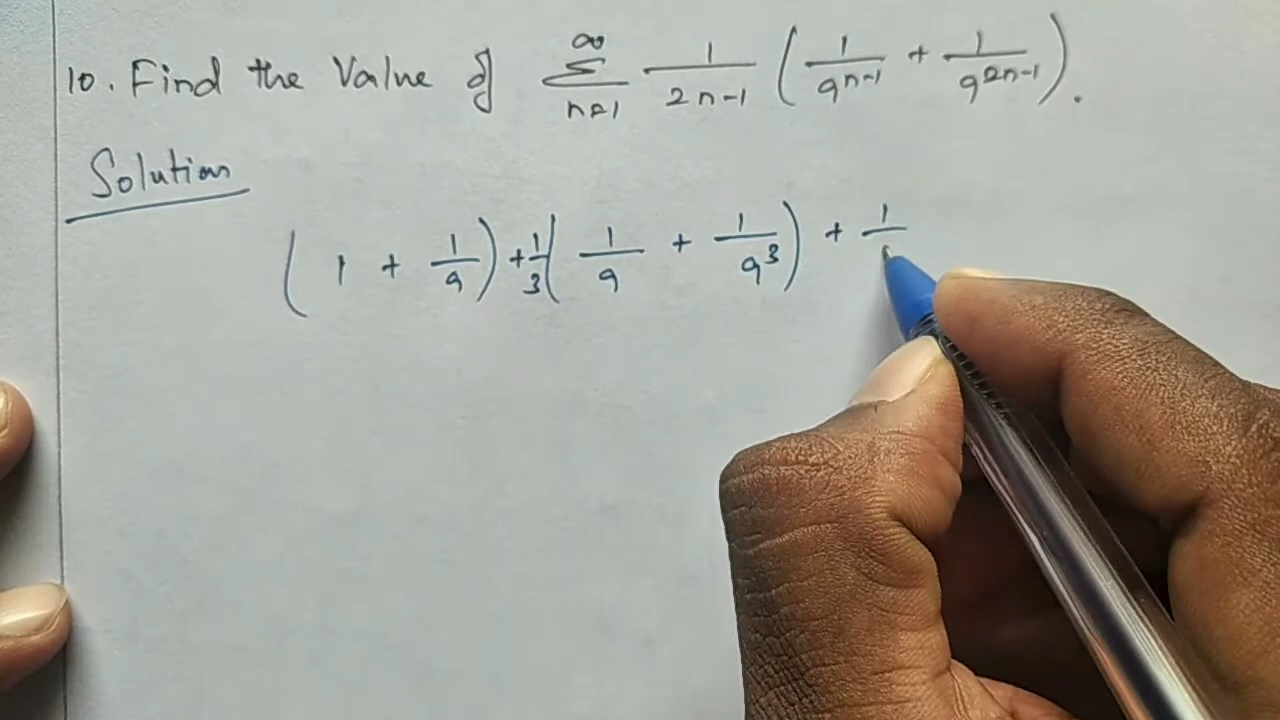 10. Find the Value of ∞ Σ n=1 1/(2n-1) (1/9^(n-1) + 1/9^(2n-1)).
Solution
(1 + 1/9) + 1/3 (1/9 + 1/9^3) + 1/